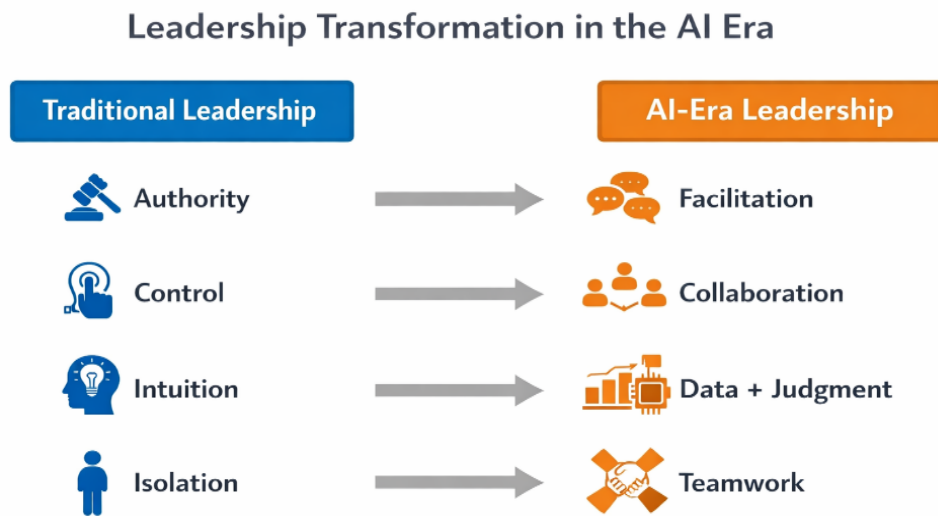 Leadership Transformation in the AI Era
Traditional Leadership
AI-Era Leadership
Authority
Facilitation
Control
Collaboration
Intuition
Data + Judgment
Isolation
Teamwork